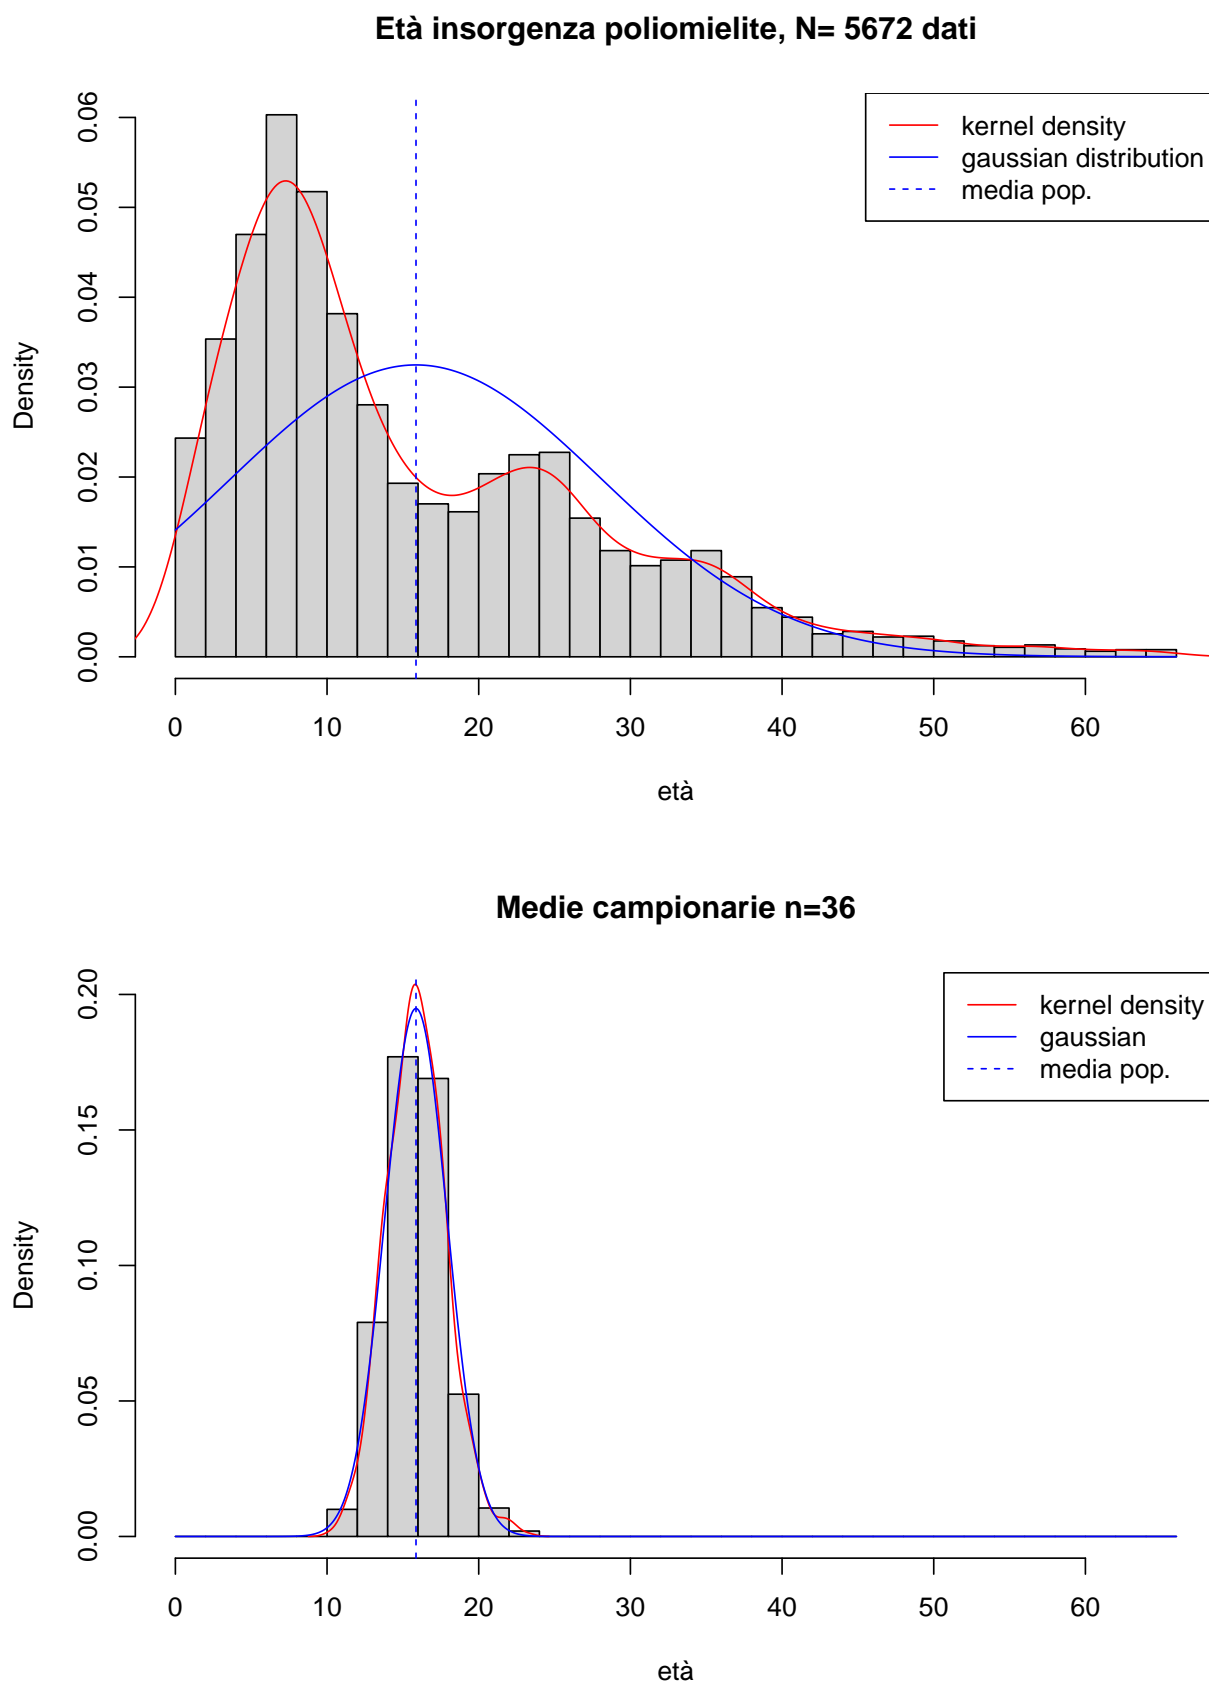 Età insorgenza poliomielite, N= 5672 dati
kernel density
gaussian distribution
media pop.
Density
0.00
0.01
0.02
0.03
0.04
0.05
0.06
0
10
20
30
40
50
60
età
Medie campionarie n=36
kernel density
gaussian
media pop.
Density
0.00
0.05
0.10
0.15
0.20
0
10
20
30
40
50
60
età